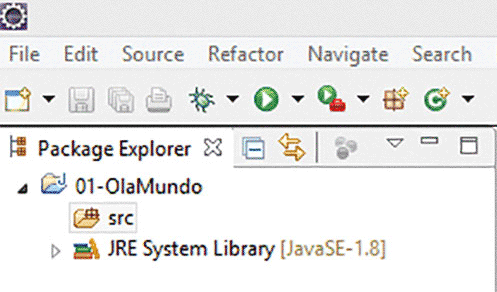 File Edit Source Refactor Navigate Search
Package Explorer
01-OlaMundo
src
JRE System Library [JavaSE-1.8]